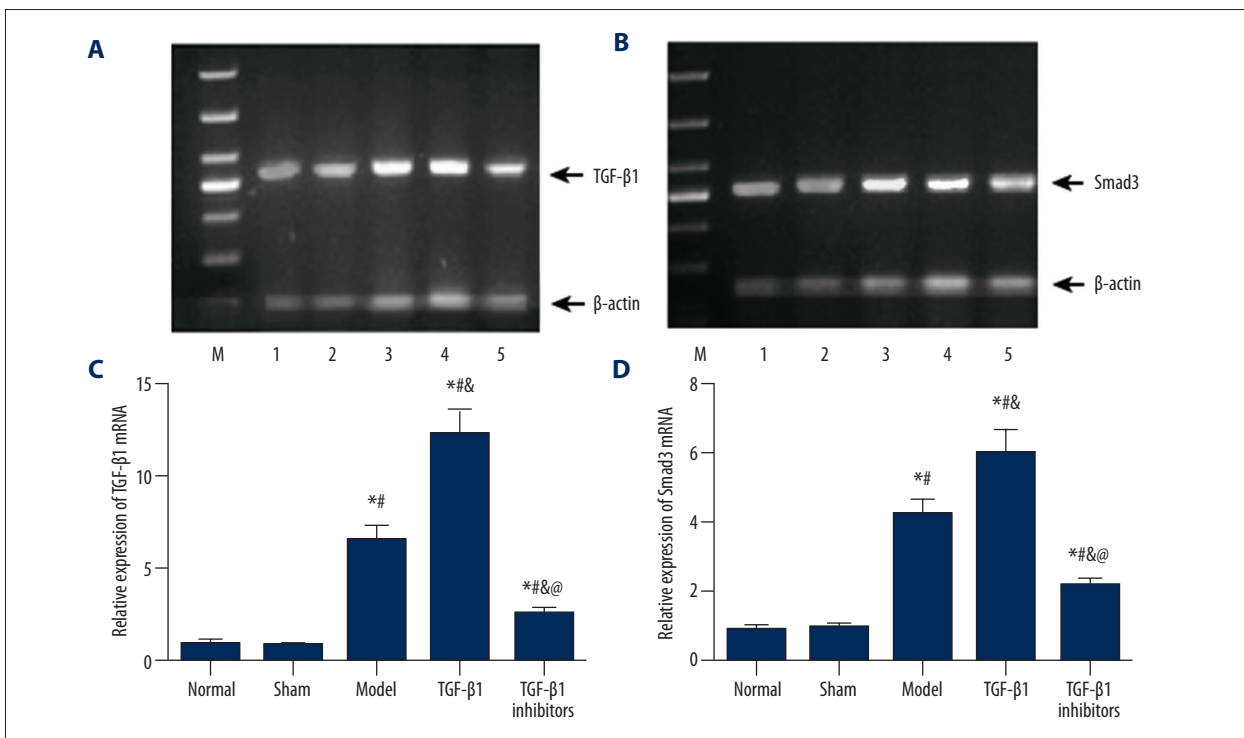 A
TGF-β1
β-actin
M 1 2 3 4 5
B
Smad3
β-actin
M 1 2 3 4 5
C
Relative expression of TGF-β1 mRNA
15
10
5
0
*#
*#&
*#&@
Normal Sham Model TGF-β1 TGF-β1
inhibitors
D
Relative expression of Smad3 mRNA
8
6
4
2
0
*#
*#&
*#&@
Normal Sham Model TGF-β1 TGF-β1
inhibitors